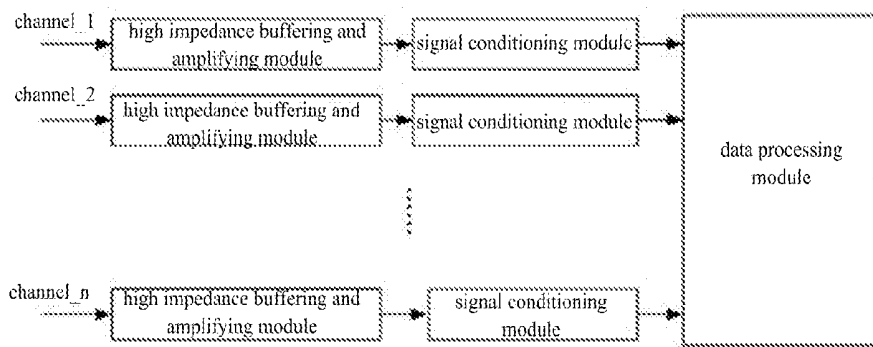 channel_1
high impedance buffering and
amplifying module
signal conditioning module
channel_2
high impedance buffering and
amplifying module
signal conditioning module
data processing
module
channel_n
high impedance buffering and
amplifying module
signal conditioning
module